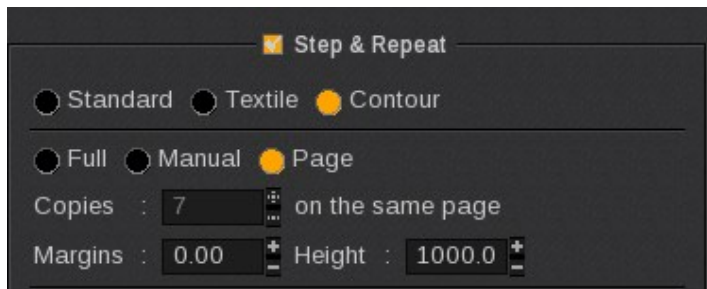 Step & Repeat
Standard Textile Contour
Full Manual Page
Copies : 7 on the same page
Margins : 0.00 Height : 1000.0